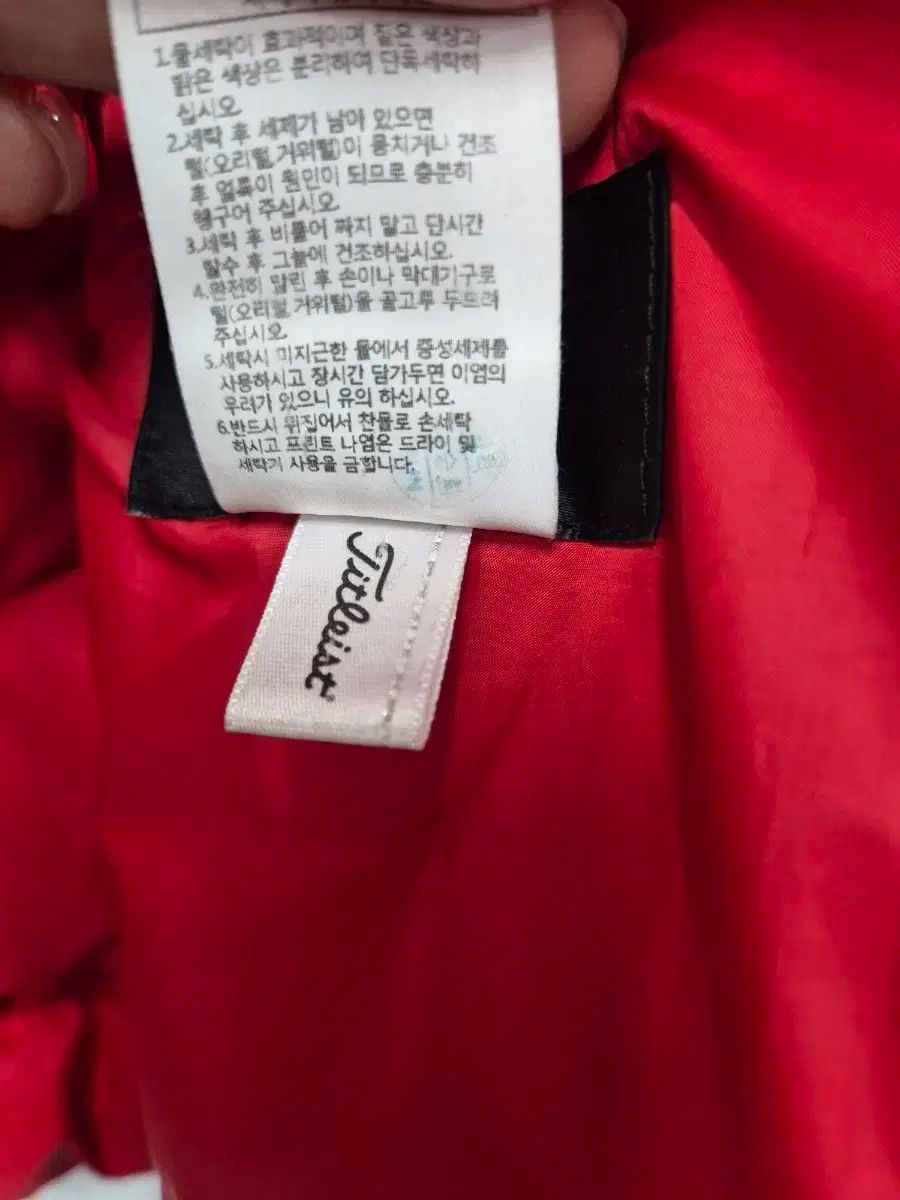 1.물세탁이 효과적이며 짙은 색상과
맑은 색상은 분리하여 단독세탁하
십시오.
2.세탁 후 세제가 남아 있으면
털(오리털,거위털)이 뭉치거나 건조
후 얼룩이 원인이 되므로 충분히
헹구어 주십시오.
3.세탁 후 비틀어 짜지 말고 단시간
탈수 후 그늘에 건조하십시오.
4.완전히 말린 후 손이나 막대기구로
털(오리털,거위털)을 골고루 두드려
주십시오
5.세탁시 미지근한 물에서 중성세제를
사용하시고 장시간 담가두면 이염의
우려가 있으니 유의 하십시오.
6.반드시 뒤집어서 찬물로 손세탁
하시고 프린트 나염은 드라이 및
세탁기 사용을 금합니다.
Titleist